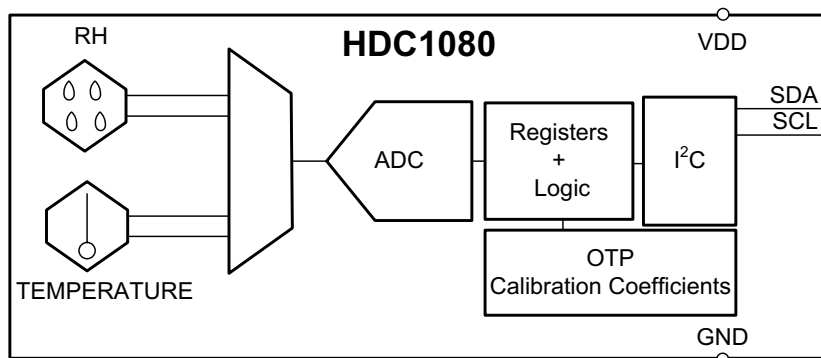 RH
HDC1080
VDD
SDA
SCL
ADC
Registers
+
Logic
I²C
TEMPERATURE
OTP
Calibration Coefficients
GND